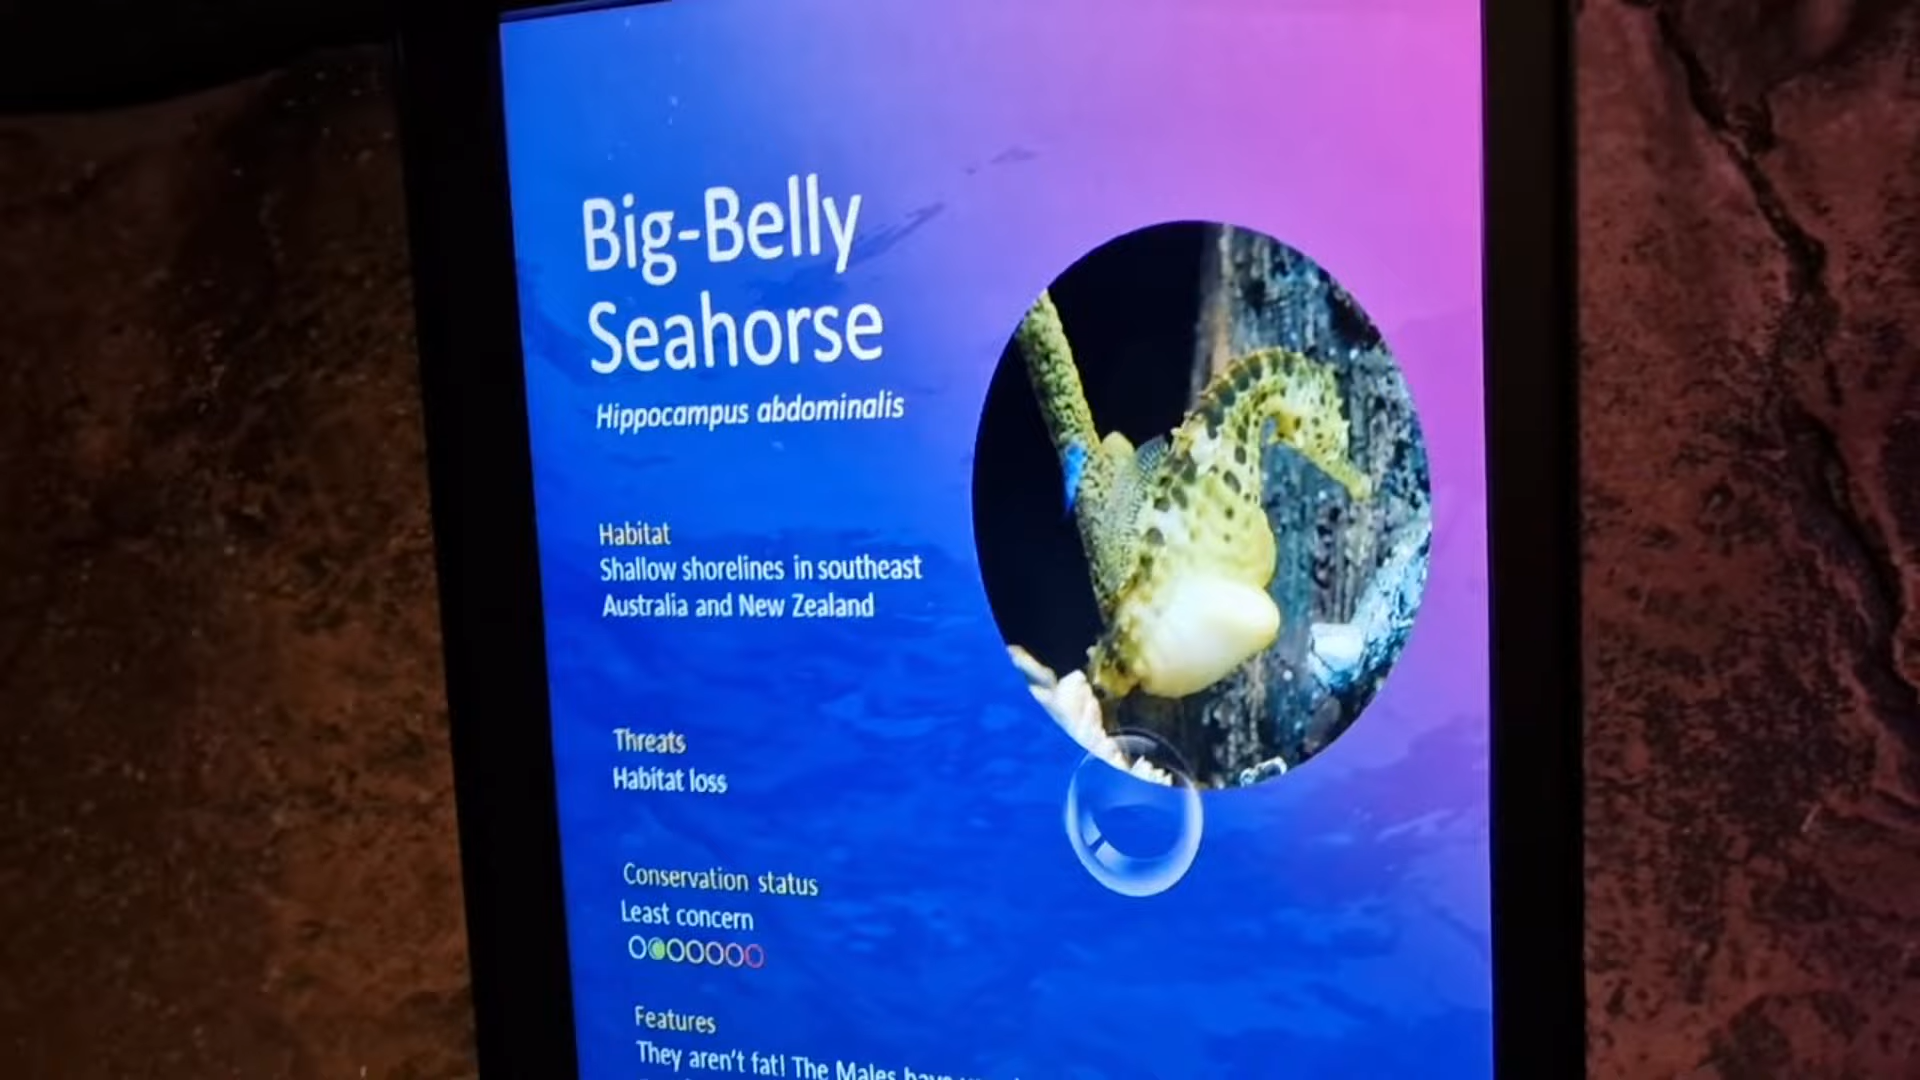 Big-Belly
Seahorse
Hippocampus abdominalis
Habitat
Shallow shorelines in southeast
Australia and New Zealand
Threats
Habitat loss
Conservation status
Least concern
Features
They aren't fat! The Males have